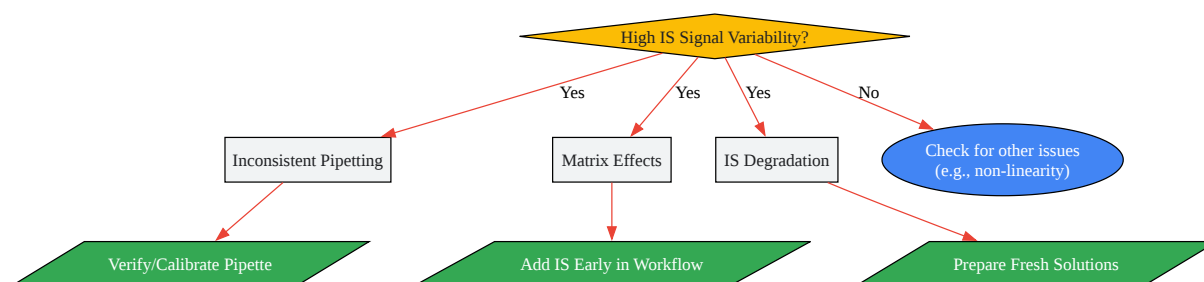 High IS Signal Variability?
Yes
Yes
Yes
No
Inconsistent Pipetting
Matrix Effects
IS Degradation
Check for other issues
(e.g., non-linearity)
Verify/Calibrate Pipette
Add IS Early in Workflow
Prepare Fresh Solutions